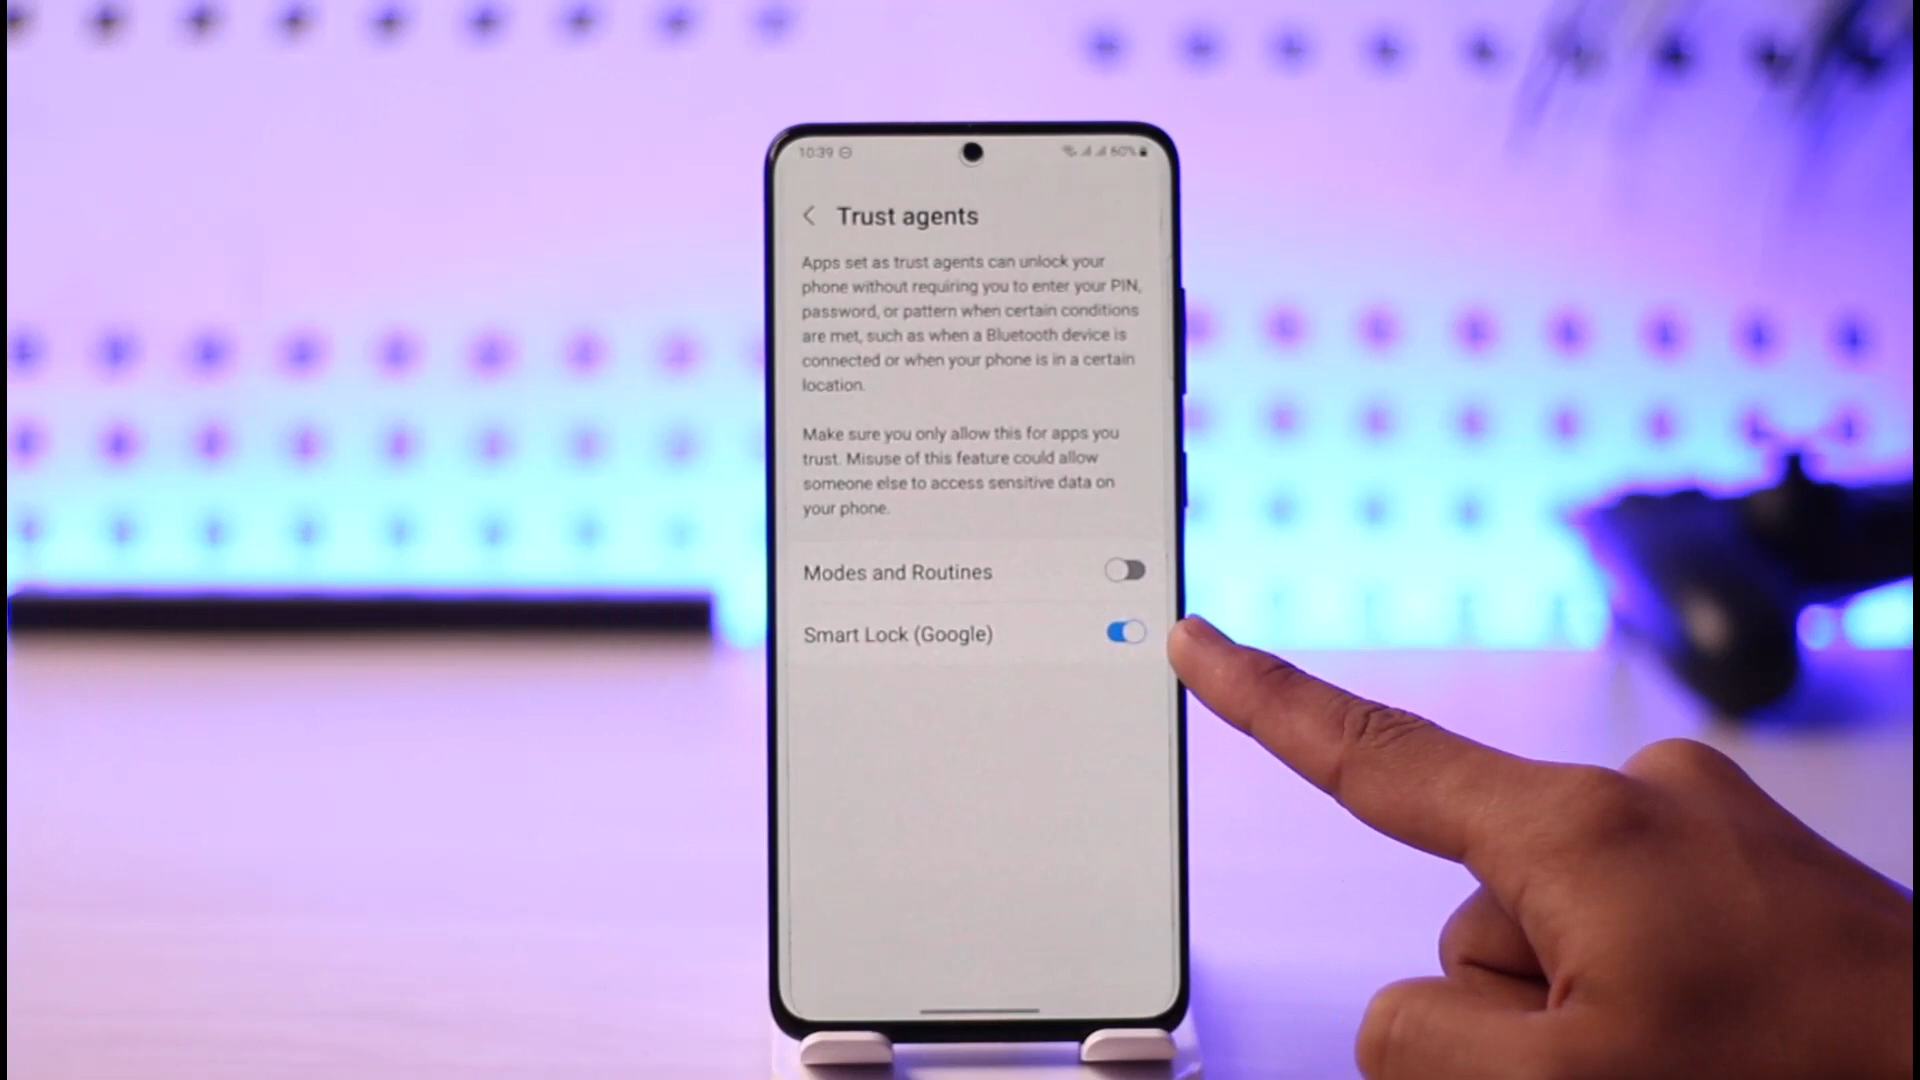 10:39 60%
Trust agents
Apps set as trust agents can unlock your
phone without requiring you to enter your PIN,
password, or pattern when certain conditions
are met, such as when a Bluetooth device is
connected or when your phone is in a certain
location.
Make sure you only allow this for apps you
trust. Misuse of this feature could allow
someone else to access sensitive data on
your phone.
Modes and Routines
Smart Lock (Google)